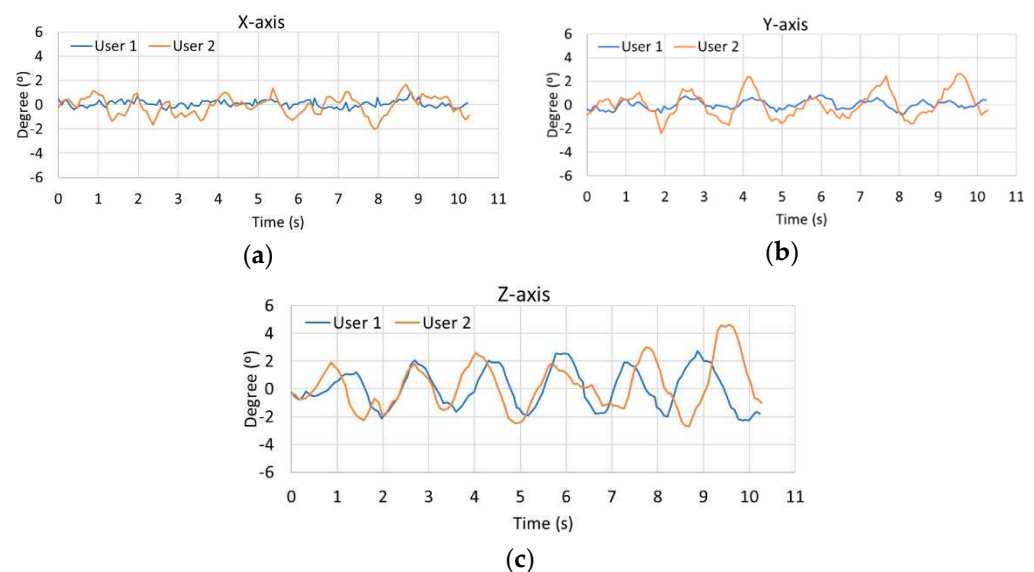 X-axis
User 1 User 2
Degree (º)
6
4
2
0
-2
-4
-6
0 1 2 3 4 5 6 7 8 9 10 11
Time (s)
(a)
Y-axis
User 1 User 2
Degree (º)
6
4
2
0
-2
-4
-6
0 1 2 3 4 5 6 7 8 9 10 11
Time (s)
(b)
Z-axis
User 1 User 2
Degree (º)
6
4
2
0
-2
-4
-6
0 1 2 3 4 5 6 7 8 9 10 11
Time (s)
(c)